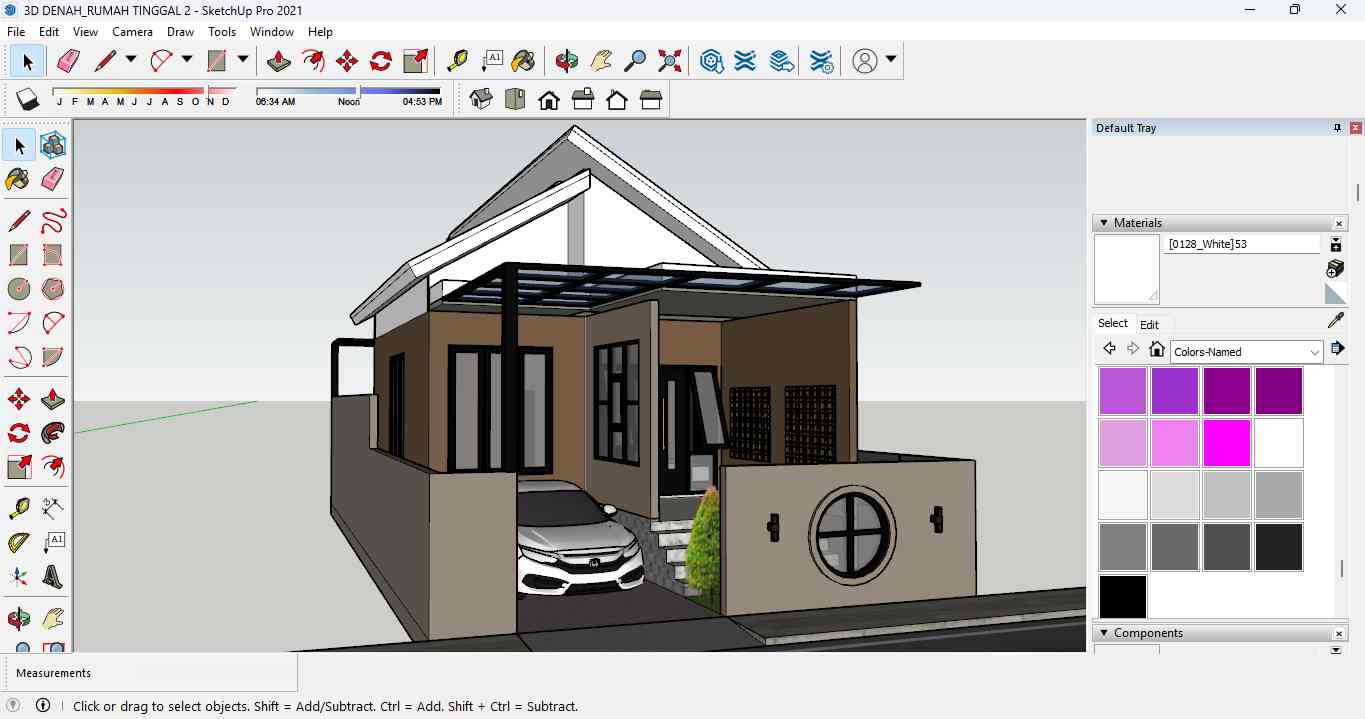 3D DENAH_RUMAH TINGGAL 2 - SketchUp Pro 2021
File Edit View Camera Draw Tools Window Help
A1
J F M A M J J A S O N D
06:34 AM Noon 04:53 PM
Default Tray
Materials
[0128_White]53
Select Edit
Colors-Named
A1
Components
Measurements
Click or drag to select objects. Shift = Add/Subtract. Ctrl = Add. Shift + Ctrl = Subtract.